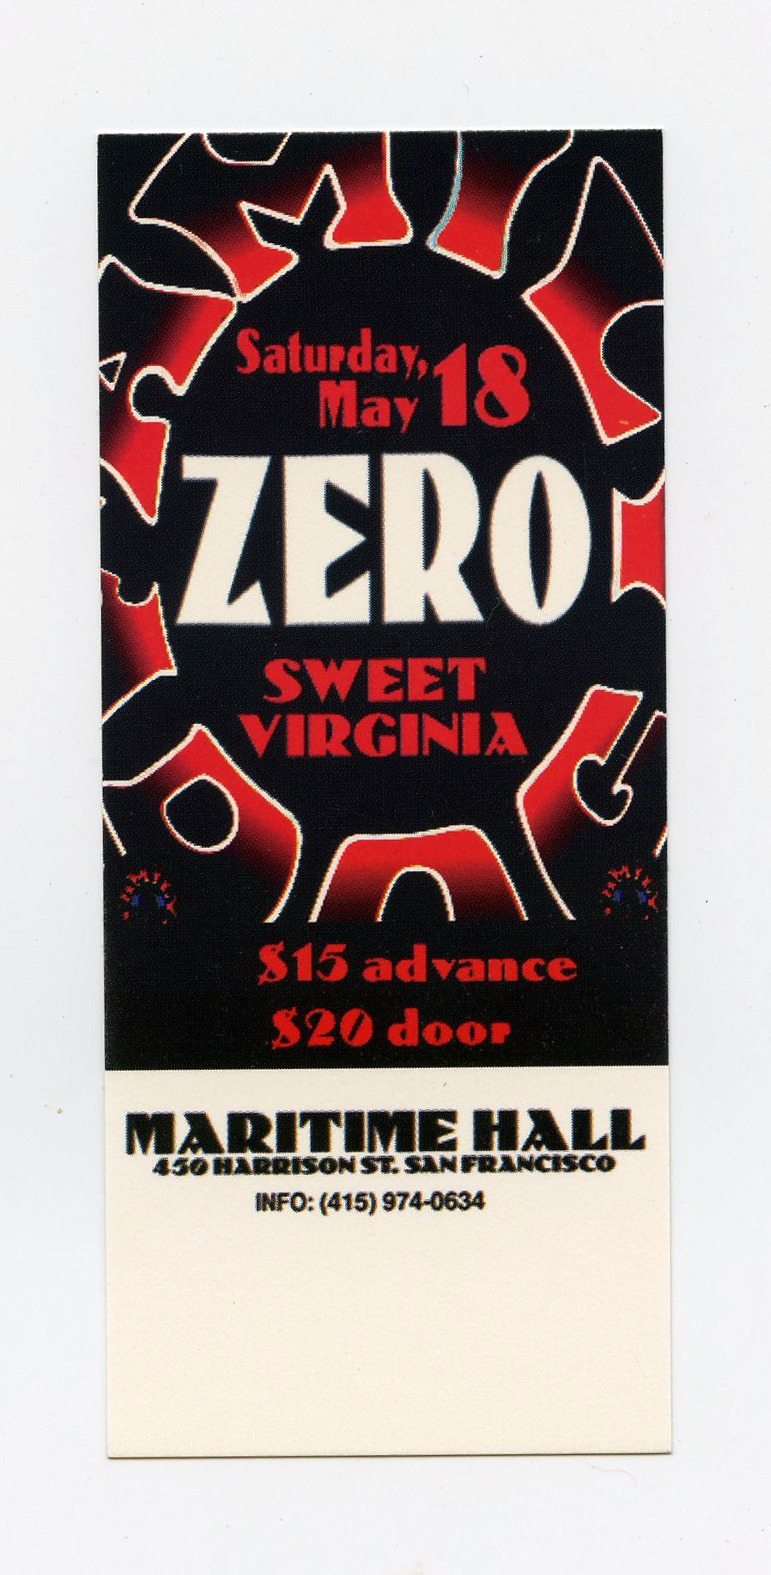 Saturday,
May 18
ZERO
SWEET
VIRGINIA
$15 advance
$20 door
MARITIME HALL
450 HARRISON ST. SAN FRANCISCO
INFO: (415) 974-0634